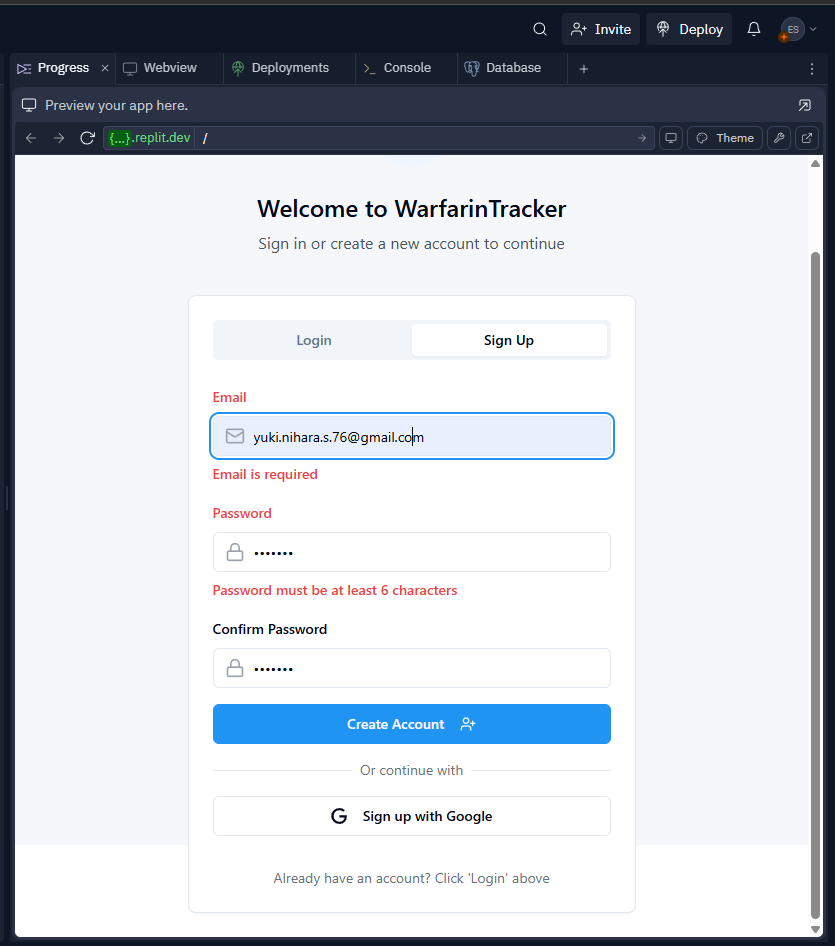 Invite
Deploy
ES
Progress
Webview
Deployments
Console
Database
Preview your app here.
{...}.replit.dev /
Theme
Welcome to WarfarinTracker
Sign in or create a new account to continue
Login
Sign Up
Email
yuki.nihara.s.76@gmail.com
Email is required
Password
•••••••
Password must be at least 6 characters
Confirm Password
•••••••
Create Account
Or continue with
G Sign up with Google
Already have an account? Click 'Login' above